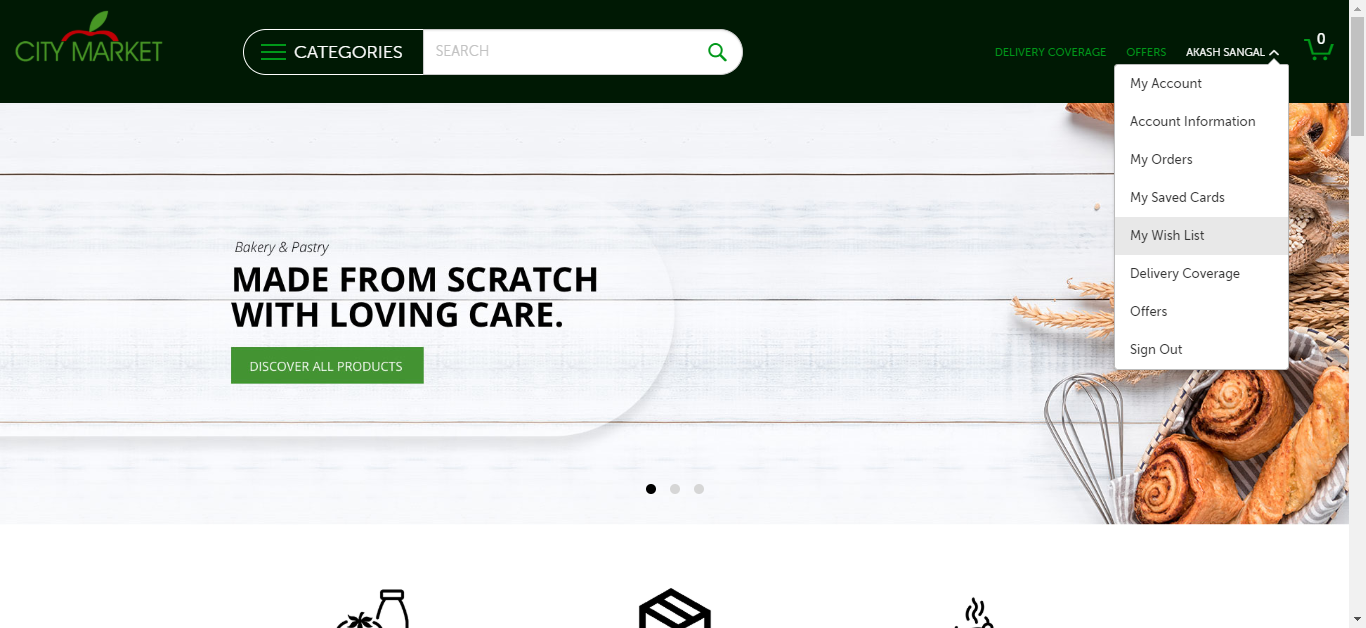 CITY MARKET
CATEGORIES
SEARCH
DELIVERY COVERAGE
OFFERS
AKASH SANGAL
0
My Account
Account Information
My Orders
My Saved Cards
My Wish List
Delivery Coverage
Offers
Sign Out
Bakery & Pastry
MADE FROM SCRATCH
WITH LOVING CARE.
DISCOVER ALL PRODUCTS